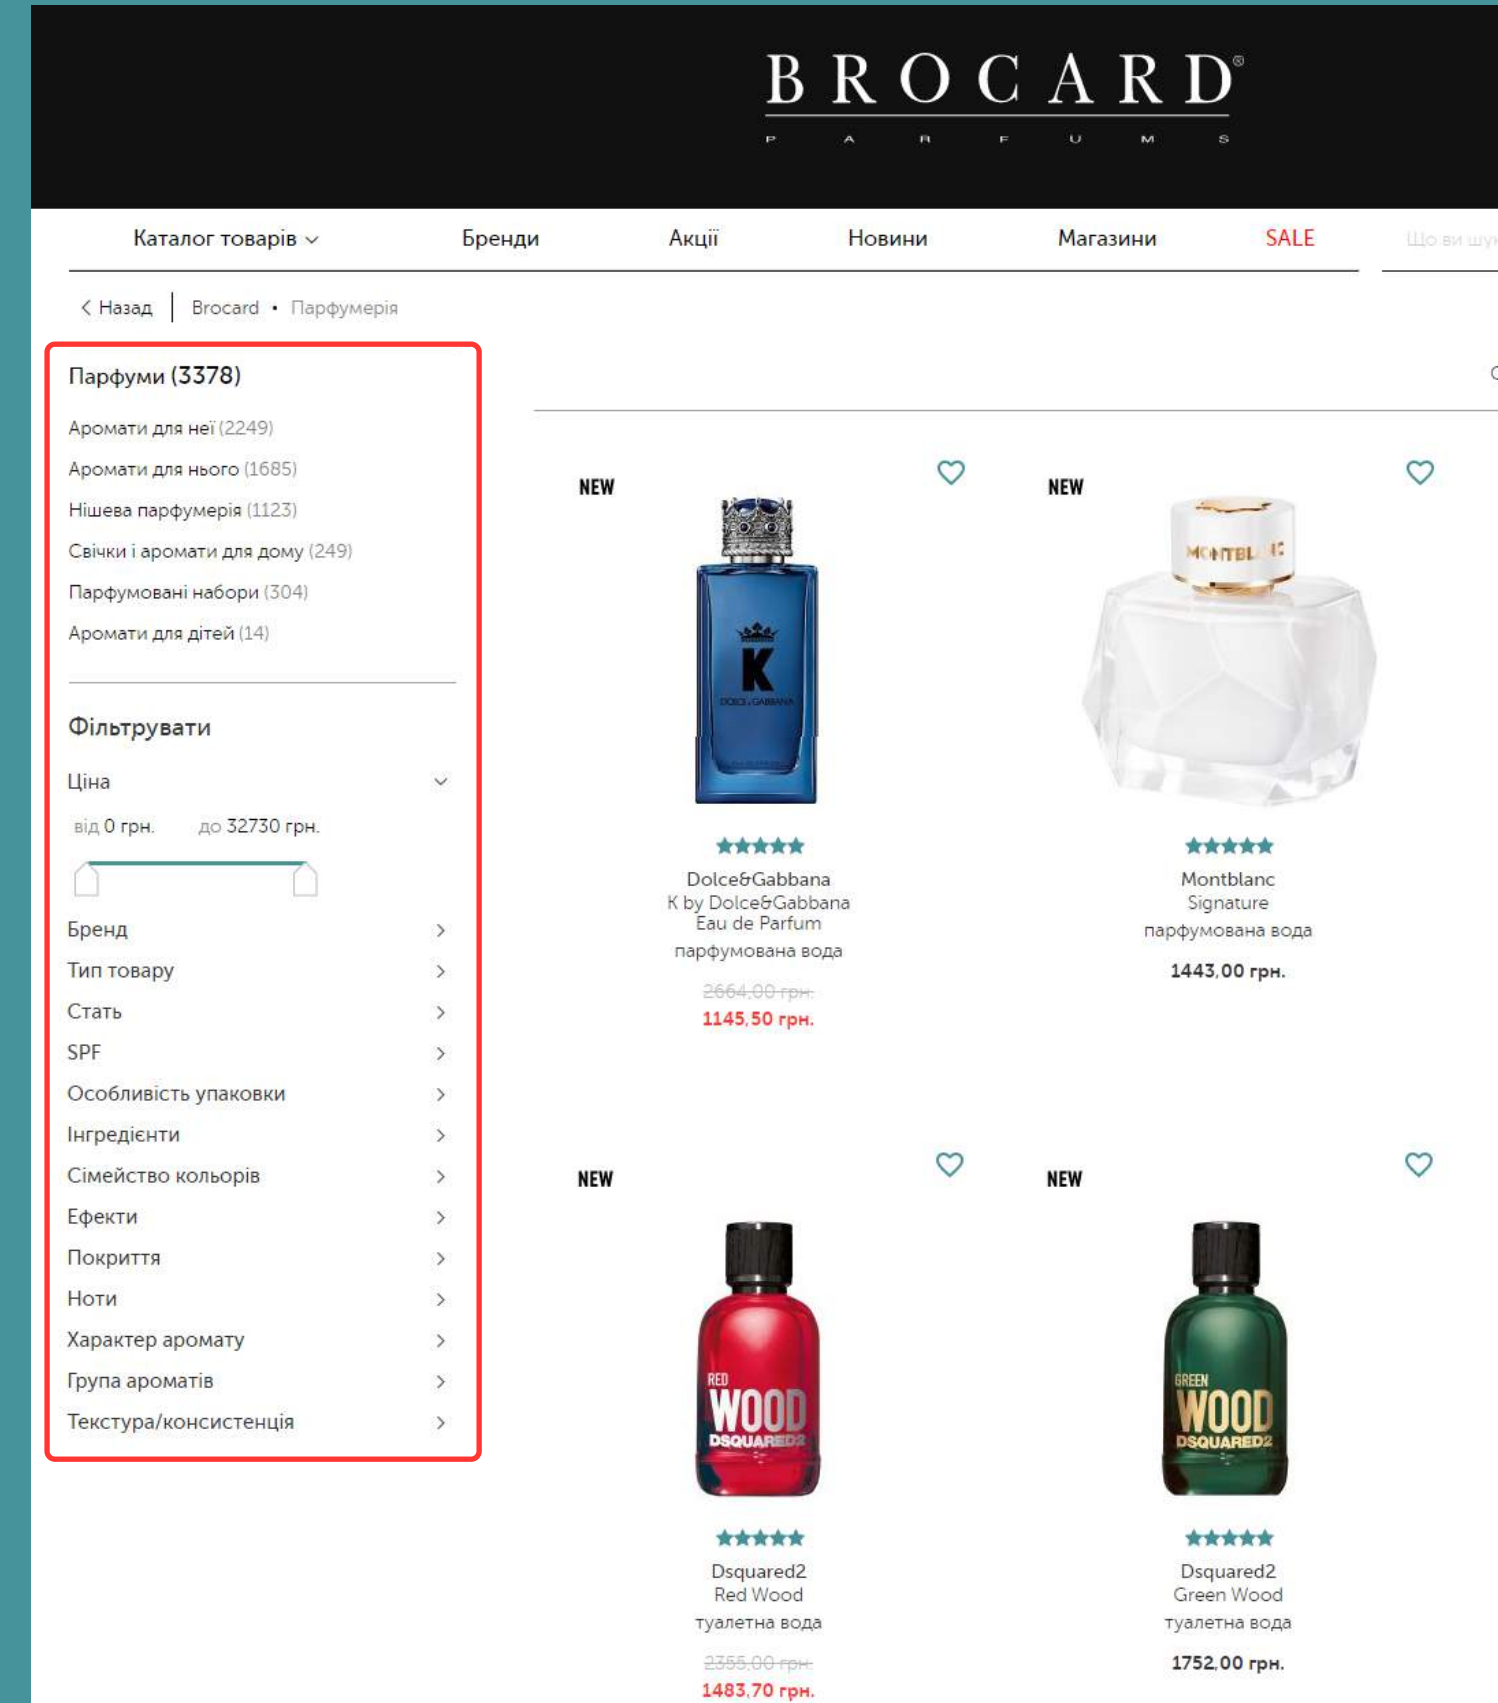 BROCARD®
PARFUMS
Каталог товарів
Бренди
Акції
Новини
Магазини
SALE
Що ви
Назад
Brocard • Парфумерія
Парфуми (3378)
Аромати для неї (2249)
Аромати для нього (1685)
Нішева парфумерія (1123)
Свічки і аромати для дому (249)
Парфумовані набори (304)
Аромати для дітей (14)
Фільтрувати
Ціна
від 0 грн. до 32730 грн.
Бренд
Тип товару
Стать
SPF
Особливість упаковки
Інгредієнти
Сімейство кольорів
Ефекти
Покриття
Ноти
Характер аромату
Група ароматів
Текстура/консистенція
NEW
K
DOLCE & GABBANA
Dolce&Gabbana
K by Dolce&Gabbana
Eau de Parfum
парфумована вода
2664,00 грн.
1145,50 грн.
NEW
MONTBLANC
Montblanc
Signature
парфумована вода
1443,00 грн.
NEW
RED
WOOD
DSQUARED2
Dsquared2
Red Wood
туалетна вода
2355,00 грн.
1483,70 грн.
NEW
GREEN
WOOD
DSQUARED2
Dsquared2
Green Wood
туалетна вода
1752,00 грн.